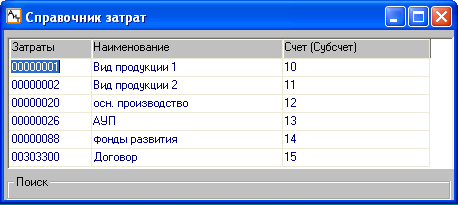 Справочник затрат
Затраты Наименование Счет (Субсчет)
00000001 Вид продукции 1 10
00000002 Вид продукции 2 11
00000020 осн. производство 12
00000026 АУП 13
00000088 фонды развития 14
00303300 Договор 15
Поиск